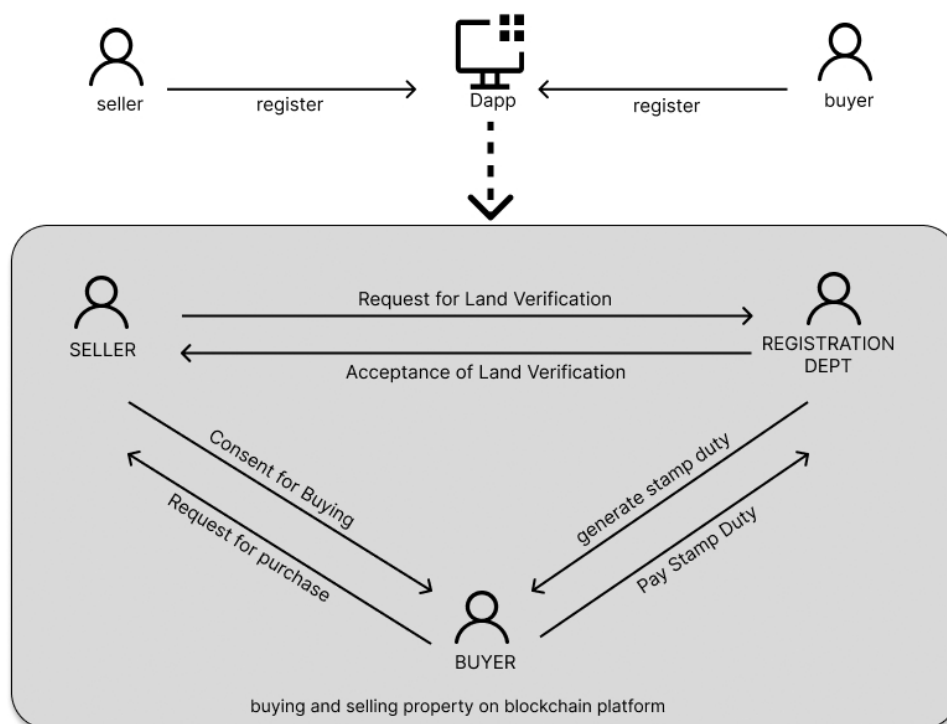 seller
register
Dapp
register
buyer
Request for Land Verification
SELLER
REGISTRATION
DEPT
Acceptance of Land Verification
Consent for Buying
Request for purchase
generate stamp duty
Pay Stamp Duty
BUYER
buying and selling property on blockchain platform